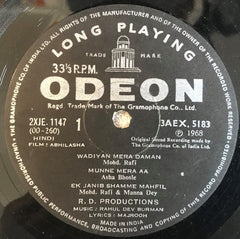 LONG PLAYING
TRADE MARK
33⅓ R.P.M.
ODEON
Regd. Trade Mark of The Gramophone Co., Ltd.
2XJE. 1147
(00-260)
1
3AEX. 5183
℗ 1968
HINDI
FILM : ABHILASHA
Original Sound Recording made by
The Gramophone Co. of India Ltd.
WADIYAN MERA DAMAN
Mohd. Rafi
MUNNE MERA AA
Asha Bhosle
EK JANIB SHAMME MAHFIL
Mohd. Rafi & Manna Dey
R. D. PRODUCTIONS
MUSIC : RAHUL DEV BURMAN
LYRICS : MAJROOH